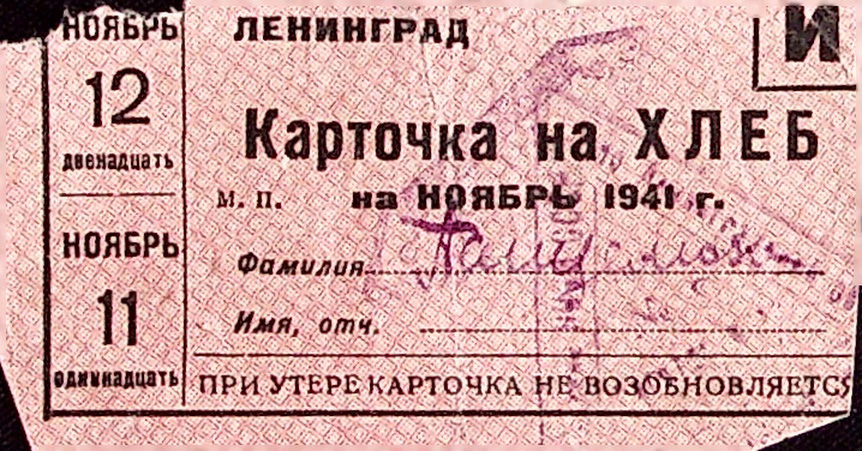 НОЯБРЬ
12
двенадцать
НОЯБРЬ
11
одиннадцать
ЛЕНИНГРАД
И
Карточка на ХЛЕБ
м. п. на НОЯБРЬ 1941 г.
Фамилия
Имя, отч.
ПРИ УТЕРЕ КАРТОЧКА НЕ ВОЗОБНОВЛЯЕТСЯ